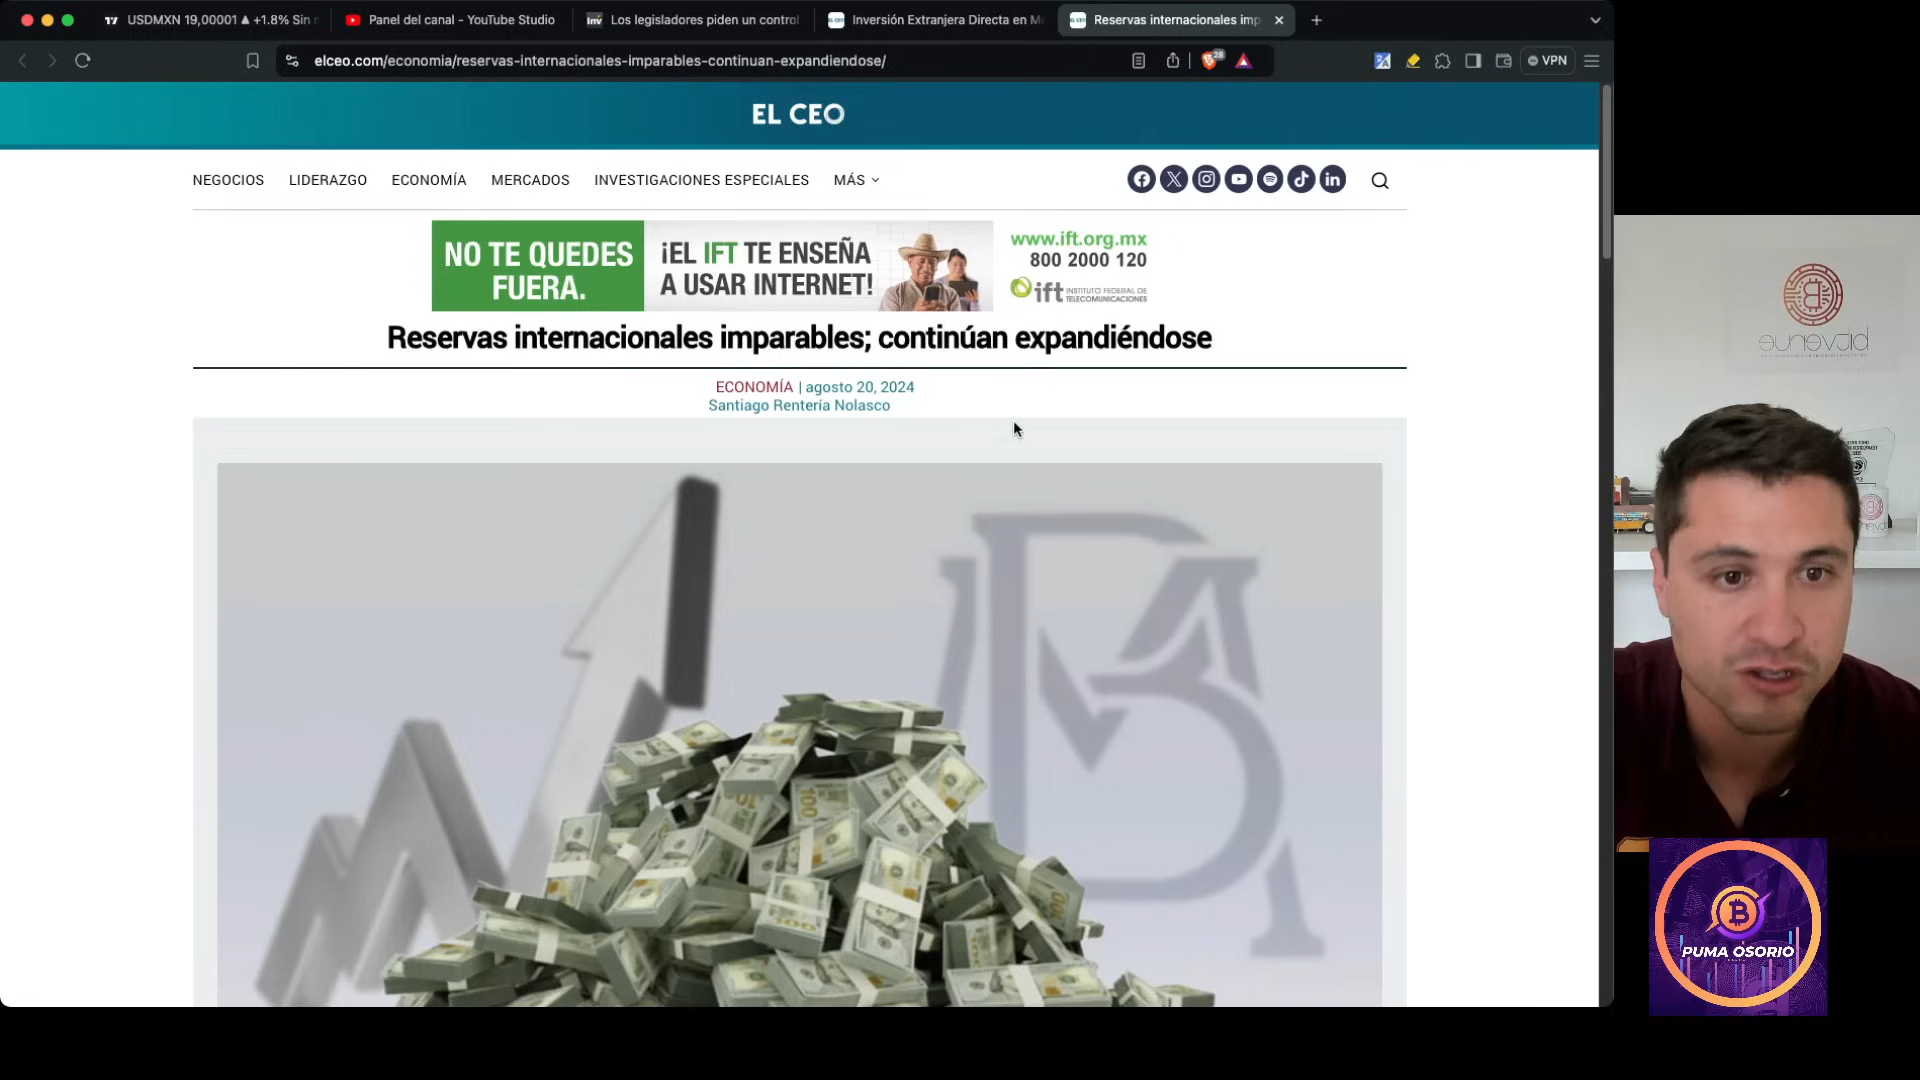 USDMXN 19,00001 ▲ +1.8% Sin
Panel del canal - YouTube Studio
Inv
Los legisladores piden un control
Inversión Extranjera Directa en M
Reservas internacionales imp
elceo.com/economia/reservas-internacionales-imparables-continuan-expandiendose/
28
VPN
EL CEO
NEGOCIOS
LIDERAZGO
ECONOMÍA
MERCADOS
INVESTIGACIONES ESPECIALES
MÁS
NO TE QUEDES
FUERA.
¡EL IFT TE ENSEÑA
A USAR INTERNET!
www.ift.org.mx
800 2000 120
ift INSTITUTO FEDERAL DE
TELECOMUNICACIONES
Reservas internacionales imparables; continúan expandiéndose
ECONOMÍA | agosto 20, 2024
Santiago Rentería Nolasco
bitverune
PUMA OSORIO